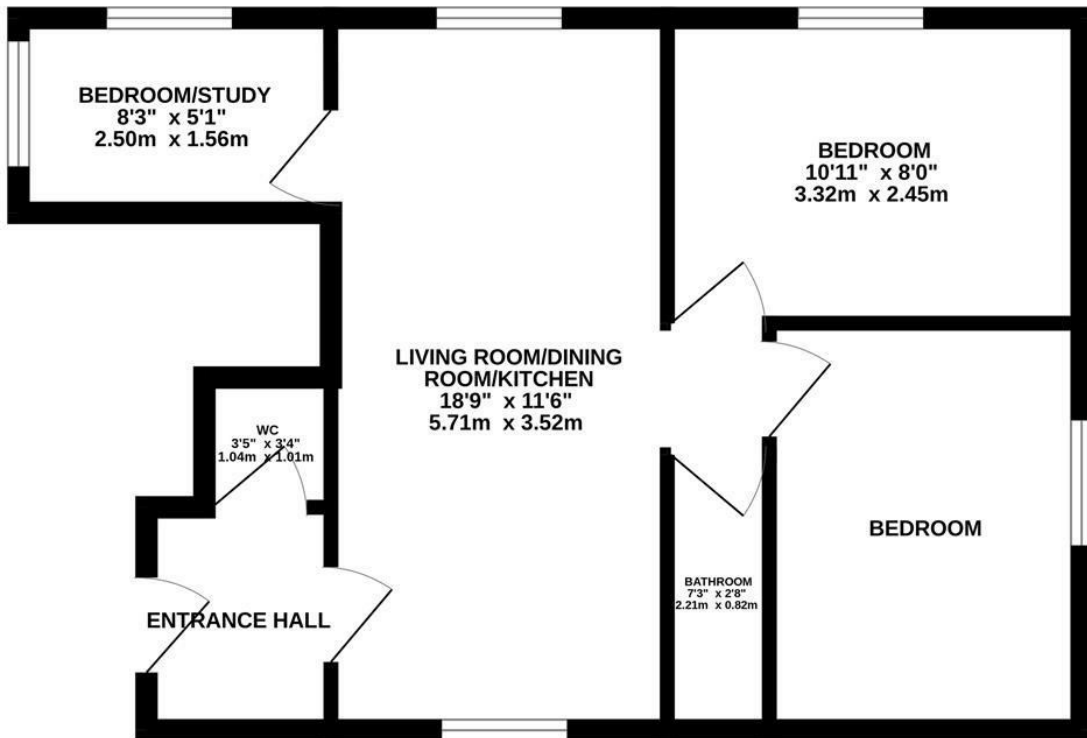 BEDROOM/STUDY
8'3" x 5'1"
2.50m x 1.56m
BEDROOM
10'11" x 8'0"
3.32m x 2.45m
LIVING ROOM/DINING
ROOM/KITCHEN
18'9" x 11'6"
5.71m x 3.52m
WC
3'5" x 3'4"
1.04m x 1.01m
BEDROOM
BATHROOM
7'3" x 2'8"
2.21m x 0.82m
ENTRANCE HALL